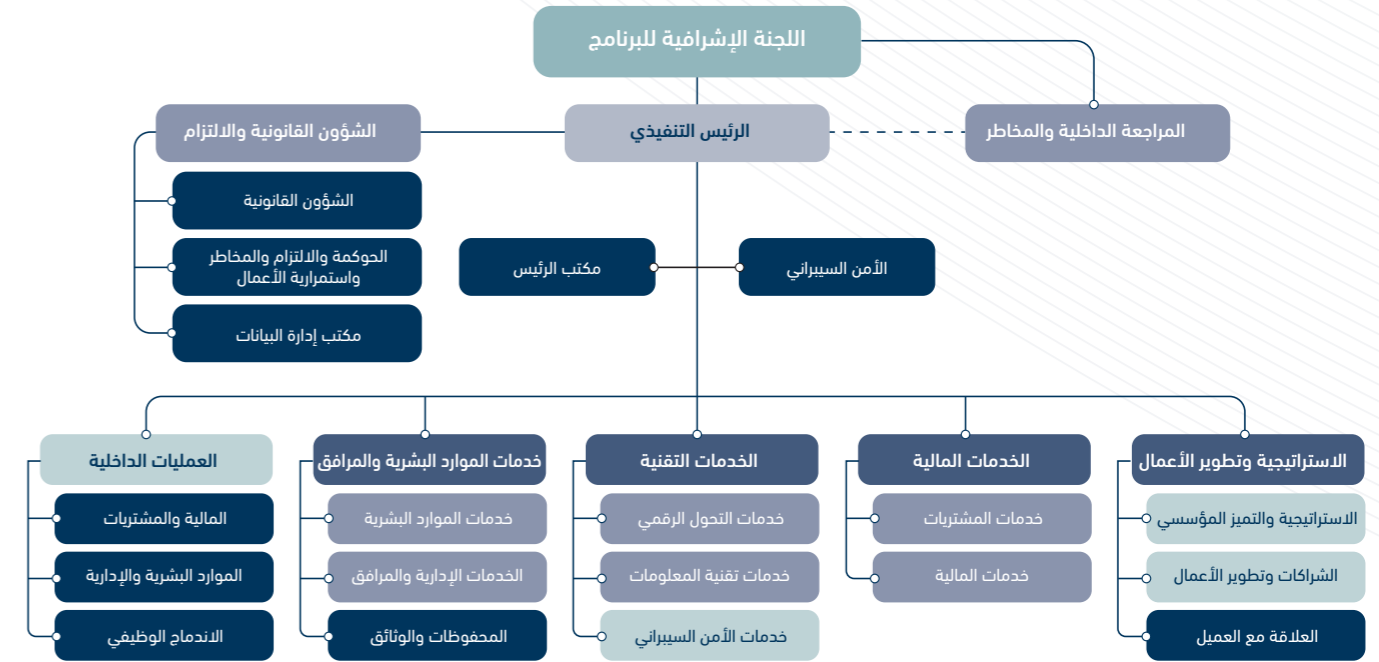 اللجنة الإشرافية للبرنامج
المراجعة الداخلية والمخاطر
الرئيس التنفيذي
الشؤون القانونية والالتزام
الشؤون القانونية
الحوكمة والالتزام والمخاطر
واستمرارية الأعمال
مكتب إدارة البيانات
الأمن السيبراني
مكتب الرئيس
الاستراتيجية وتطوير الأعمال
الاستراتيجية والتميز المؤسسي
الشراكات وتطوير الأعمال
العلاقة مع العميل
الخدمات المالية
خدمات المشتريات
خدمات المالية
الخدمات التقنية
خدمات التحول الرقمي
خدمات تقنية المعلومات
خدمات الأمن السيبراني
خدمات الموارد البشرية والمرافق
خدمات الموارد البشرية
الخدمات الإدارية والمرافق
المحفوظات والوثائق
العمليات الداخلية
المالية والمشتريات
الموارد البشرية والإدارية
الاندماج الوظيفي